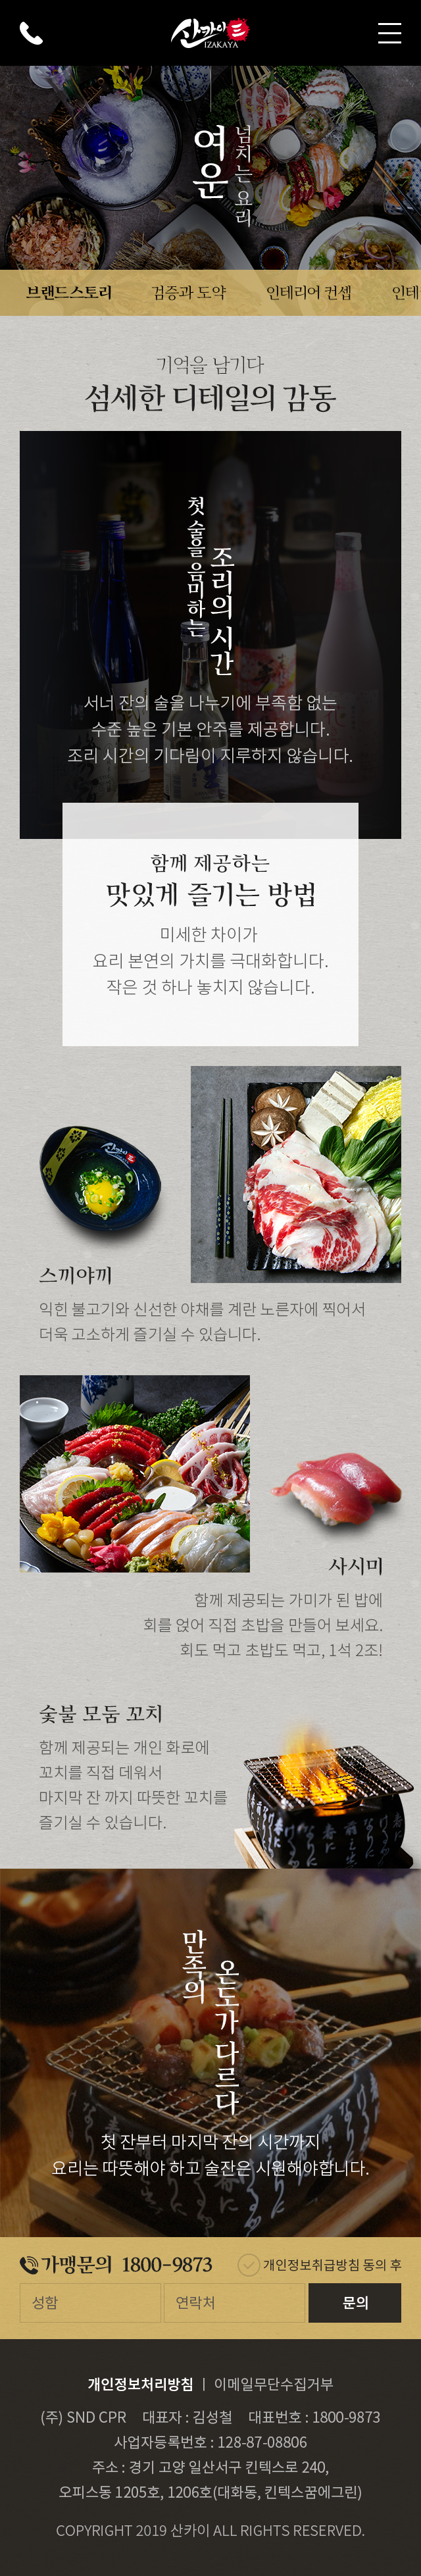 산카이
三
IZAKAYA
여운
넘치는 요리
브랜드스토리
검증과 도약
인테리어 컨셉
인테
기억을 남기다
섬세한 디테일의 감동
첫 술을 음미하는
조리의 시간
서너 잔의 술을 나누기에 부족함 없는
수준 높은 기본 안주를 제공합니다.
조리 시간의 기다림이 지루하지 않습니다.
함께 제공하는
맛있게 즐기는 방법
미세한 차이가
요리 본연의 가치를 극대화합니다.
작은 것 하나 놓치지 않습니다.
산카이
스끼야끼
익힌 불고기와 신선한 야채를 계란 노른자에 찍어서
더욱 고소하게 즐기실 수 있습니다.
사시미
함께 제공되는 가미가 된 밥에
회를 얹어 직접 초밥을 만들어 보세요.
회도 먹고 초밥도 먹고, 1석 2조!
숯불 모둠 꼬치
함께 제공되는 개인 화로에
꼬치를 직접 데워서
마지막 잔 까지 따뜻한 꼬치를
즐기실 수 있습니다.
만족의
온도가 다르다
첫 잔부터 마지막 잔의 시간까지
요리는 따뜻해야 하고 술잔은 시원해야합니다.
가맹문의 1800-9873
개인정보취급방침 동의 후
성함
연락처
문의
개인정보처리방침 | 이메일무단수집거부
(주) SND CPR 대표자 : 김성철 대표번호 : 1800-9873
사업자등록번호 : 128-87-08806
주소 : 경기 고양 일산서구 킨텍스로 240,
오피스동 1205호, 1206호(대화동, 킨텍스꿈에그린)
COPYRIGHT 2019 산카이 ALL RIGHTS RESERVED.